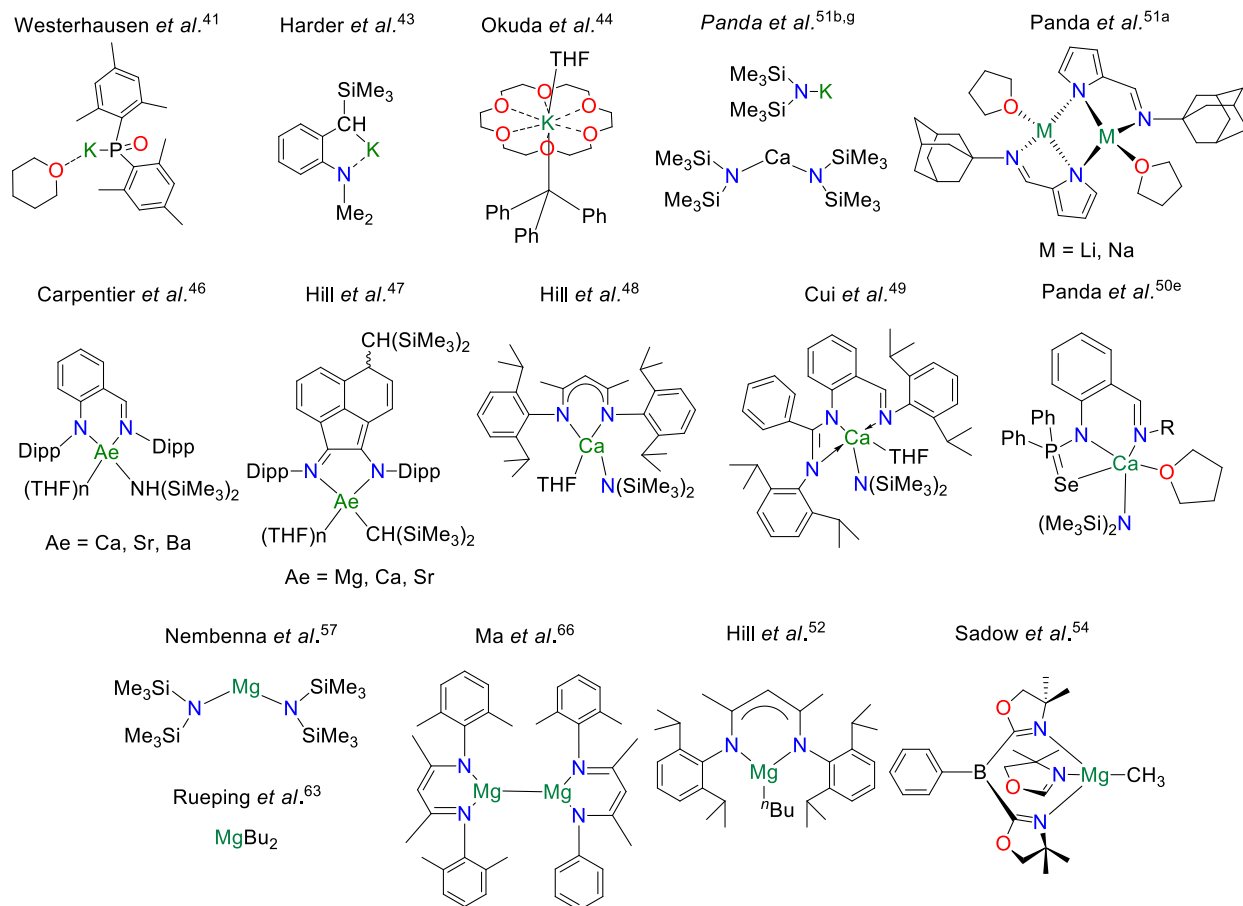 Westerhausen et al.41
Harder et al.43
Okuda et al.44
Panda et al.51b,g
Panda et al.51a
O
K
P
O
SiMe3
CH
K
N
Me2
THF
O
O
O
K
O
O
O
Ph
Ph
Ph
Me3Si
N
K
Me3Si
Me3Si
Ca
SiMe3
N
N
Me3Si
SiMe3
O
N
N
M
M
N
N
O
M = Li, Na
Carpentier et al.46
Hill et al.47
Hill et al.48
Cui et al.49
Panda et al.50e
N
N
Dipp
Ae
Dipp
(THF)n
NH(SiMe3)2
Ae = Ca, Sr, Ba
CH(SiMe3)2
Dipp
N
N
Dipp
Ae
(THF)n
CH(SiMe3)2
Ae = Mg, Ca, Sr
N
N
Ca
THF
N(SiMe3)2
N
N
Ca
THF
N
N(SiMe3)2
Ph
Ph
P
N
N
R
Ca
O
Se
(Me3Si)2N
Nembenna et al.57
Ma et al.66
Hill et al.52
Sadow et al.54
Me3Si
Mg
SiMe3
N
N
Me3Si
SiMe3
Rueping et al.63
MgBu2
N
N
Mg
Mg
N
N
N
N
Mg
nBu
O
N
B
N
Mg
CH3
O
N
O